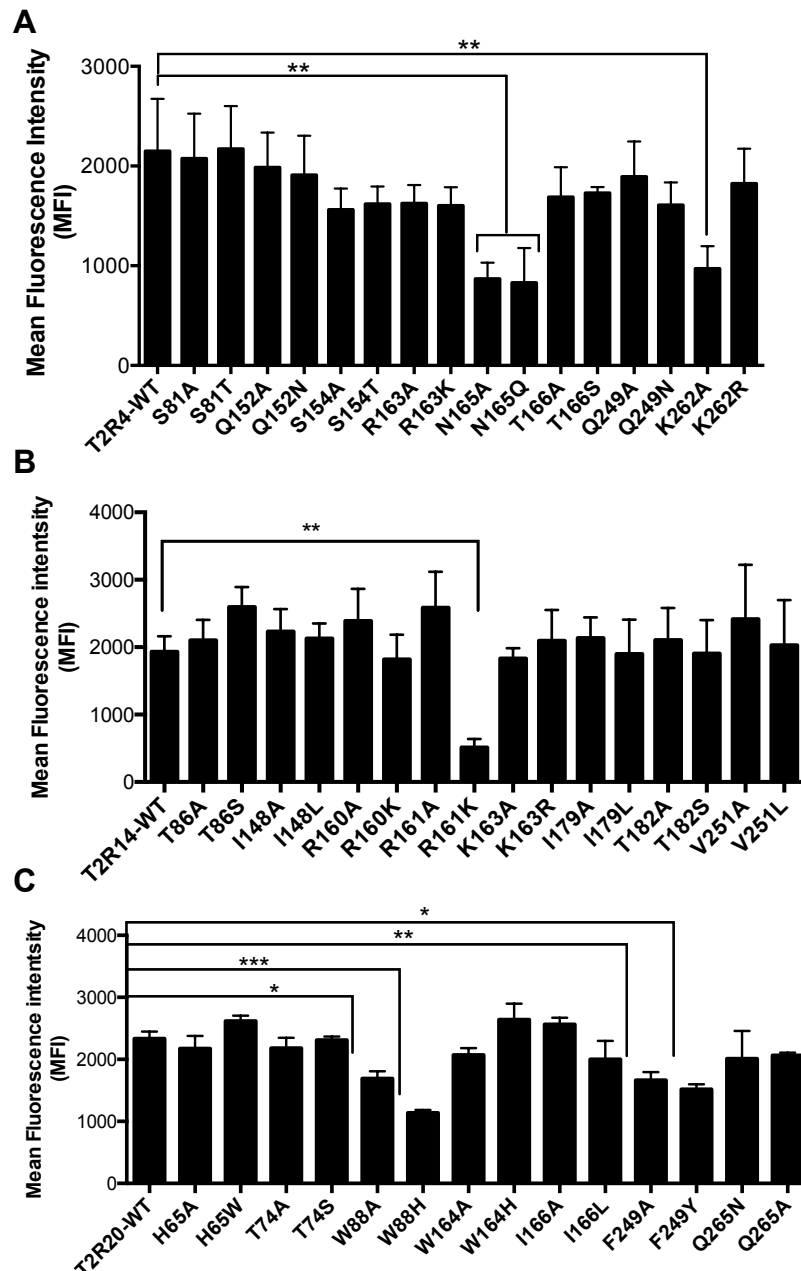 A
**
**
3000
2000
1000
0
Mean Fluorescence Intensity
(MFI)
T2R4-WT
S81A
S81T
Q152A
Q152N
S154A
S154T
R163A
R163K
N165A
N165Q
T166A
T166S
Q249A
Q249N
K262A
K262R
B
**
4000
3000
2000
1000
0
Mean Fluorescence intentsity
(MFI)
T2R14-WT
T86A
T86S
I148A
I148L
R160A
R160K
R161A
R161K
K163A
K163R
I179A
I179L
T182A
T182S
V251A
V251L
C
*
**
***
*
4000
3000
2000
1000
0
Mean Fluorescence intentsity
(MFI)
T2R20-WT
H65A
H65W
T74A
T74S
W88A
W88H
W164A
W164H
I166A
I166L
F249A
F249Y
Q265N
Q265A